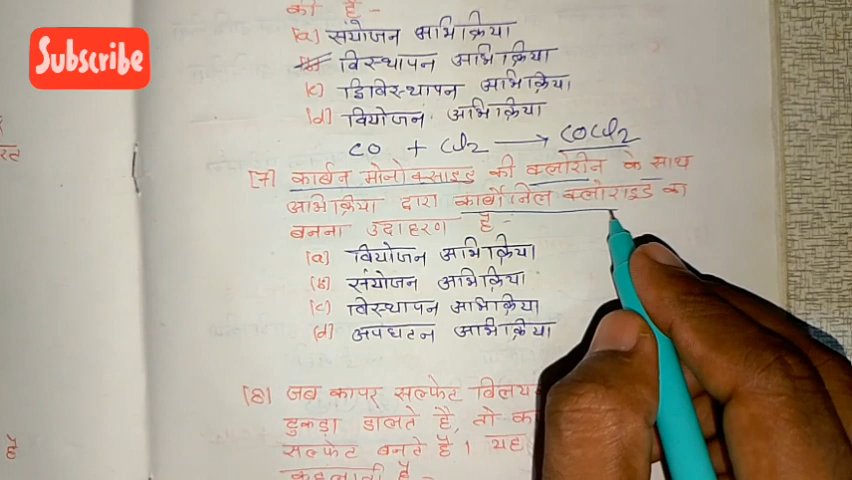 Subscribe
की है -
(a) संयोजन अभिक्रिया
(b) विस्थापन अभिक्रिया
(c) द्विविस्थापन अभिक्रिया
(d) वियोजन अभिक्रिया
CO + Cl2 → COCl2
[7] कार्बन मोनोक्साइड की क्लोरीन के साथ
अभिक्रिया द्वारा कार्बोनिल क्लोराइड का
बनना उदाहरण है -
(a) वियोजन अभिक्रिया
(b) संयोजन अभिक्रिया
(c) विस्थापन अभिक्रिया
(d) अपघटन अभिक्रिया
(8) जब कापर सल्फेट
टुकड़ा डालते है, तो
सल्फेट बनते है। यह
कहलाती है -
है